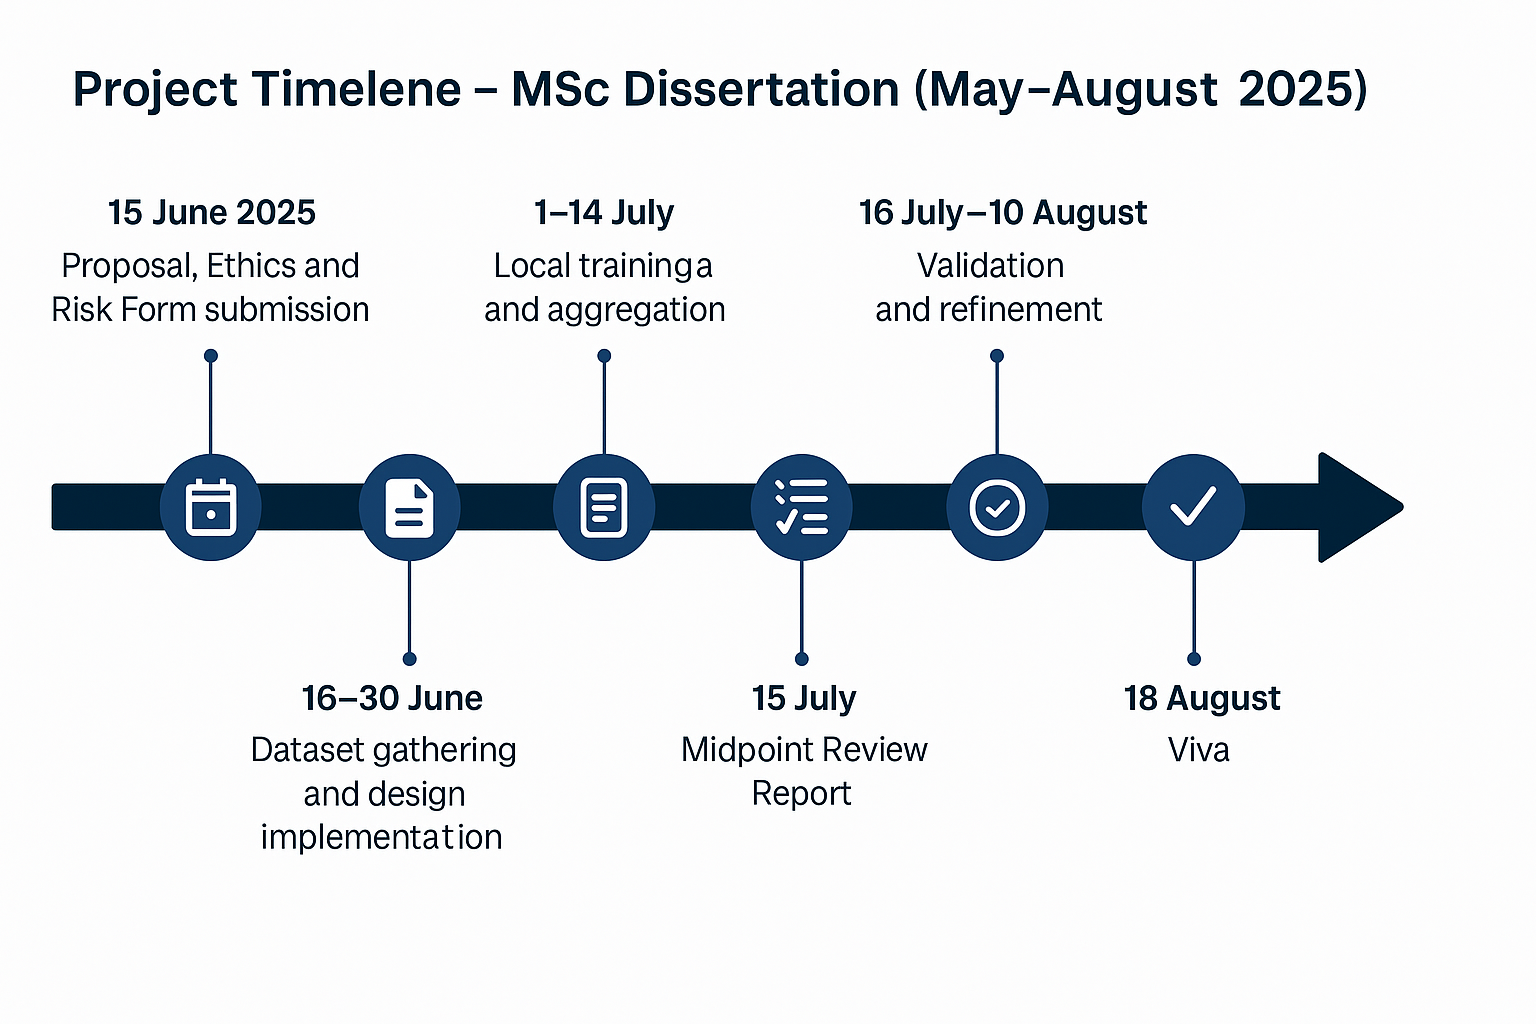 Project Timelene – MSc Dissertation (May–August 2025)
15 June 2025
Proposal, Ethics and
Risk Form submission
16–30 June
Dataset gathering
and design
implementation
1–14 July
Local traininga
and aggregation
15 July
Midpoint Review
Report
16 July–10 August
Validation
and refinement
18 August
Viva